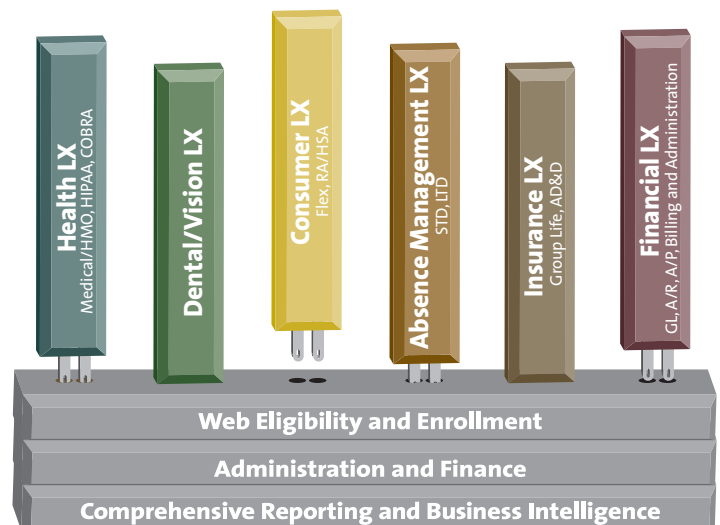 Health LX
Medical/HMO, HIPAA, COBRA
Dental/Vision LX
Consumer LX
Flex, RA/HSA
Absence Management LX
STD, LTD
Insurance LX
Group Life, AD&D
Financial LX
GL, A/R, A/P, Billing and Administration
Web Eligibility and Enrollment
Administration and Finance
Comprehensive Reporting and Business Intelligence